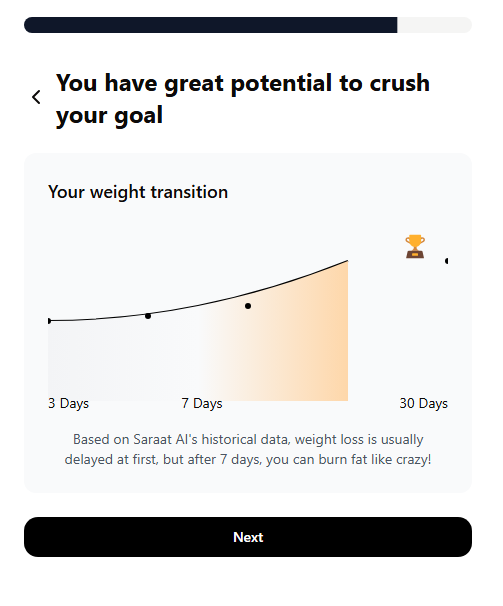 You have great potential to crush
your goal
Your weight transition
3 Days
7 Days
30 Days
Based on Saraat AI's historical data, weight loss is usually
delayed at first, but after 7 days, you can burn fat like crazy!
Next